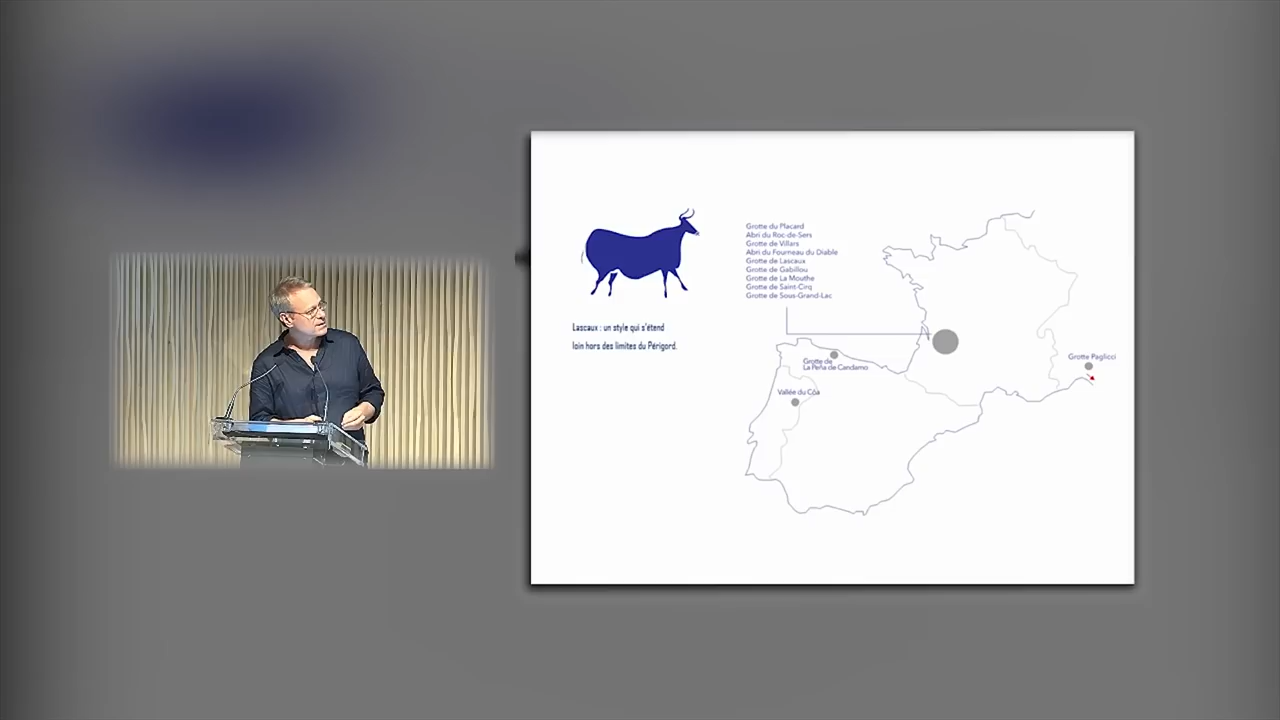 Lascaux : un style qui s'étend
loin hors des limites du Périgord.
Grotte du Placard
Abri du Roc-de-Sers
Grotte de Villars
Abri du Fourneau du Diable
Grotte de Lascaux
Grotte de Gabillou
Grotte de La Mouthe
Grotte de Saint-Cirq
Grotte de Sous-Grand-Lac
Grotte de
La Peña de Candamo
Vallée du Côa
Grotte Paglicci